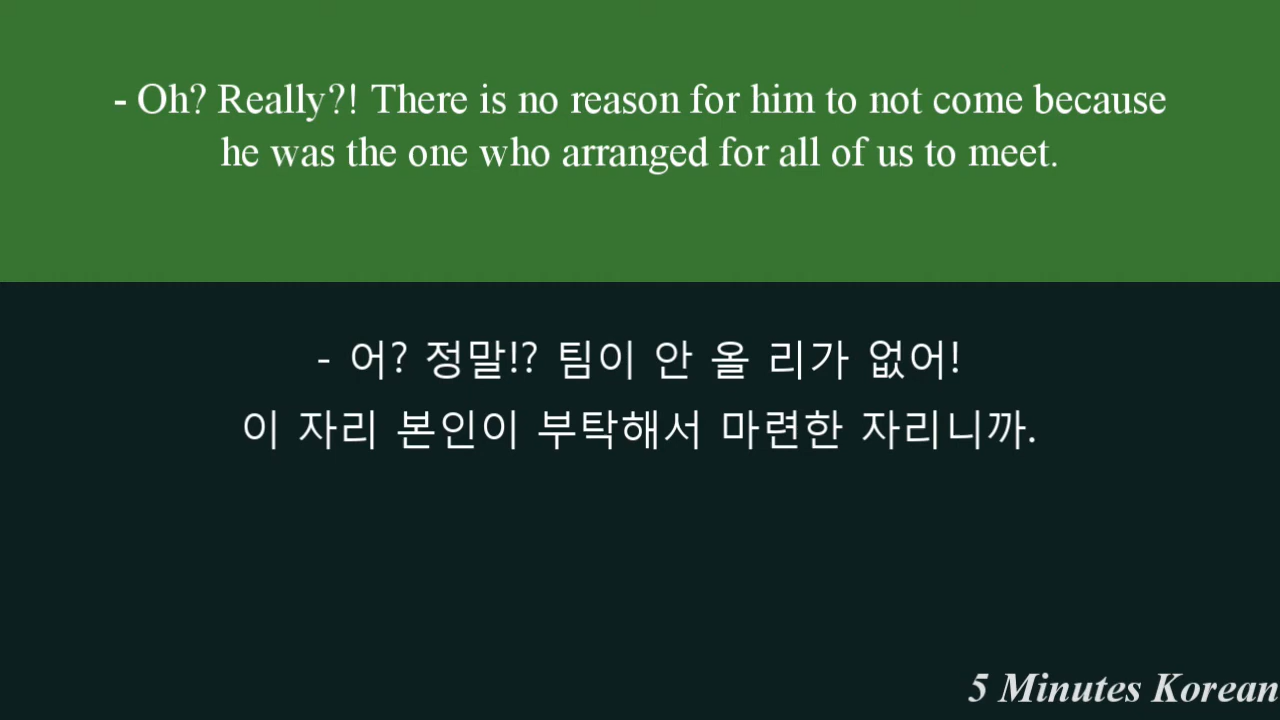 - Oh? Really?! There is no reason for him to not come because
he was the one who arranged for all of us to meet.
- 어? 정말!? 팀이 안 올 리가 없어!
이 자리 본인이 부탁해서 마련한 자리니까.
5 Minutes Korean